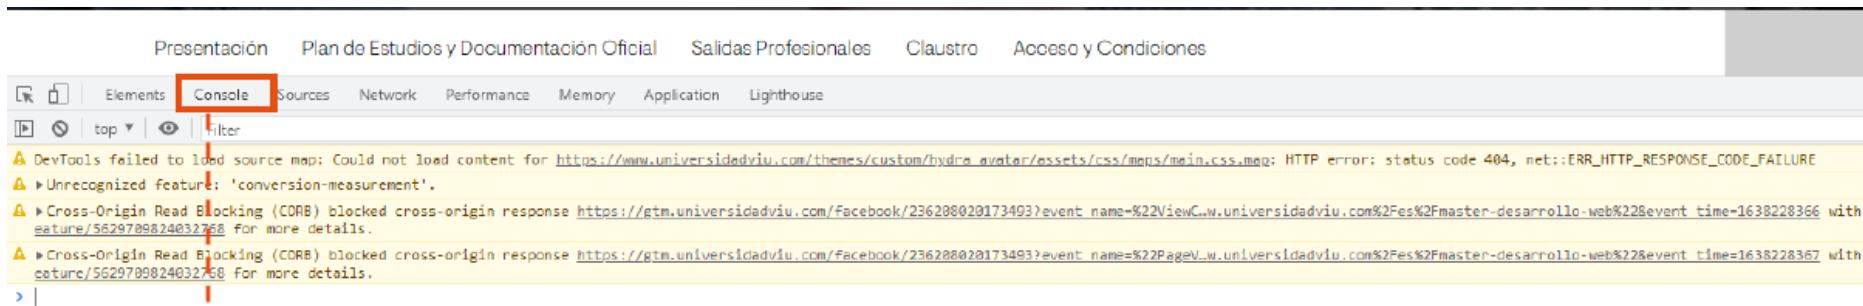 Presentación Plan de Estudios y Documentación Oficial Salidas Profesionales Claustro Acceso y Condiciones
Elements Console Sources Network Performance Memory Application Lighthouse
top Filter
DevTools failed to load source map: Could not load content for https://www.universidadviu.com/themes/custom/hydra_avatar/assets/css/maps/main.css.map: HTTP error: status code 404, net::ERR_HTTP_RESPONSE_CODE_FAILURE
Unrecognized feature: 'conversion-measurement'.
Cross-Origin Read Blocking (CORB) blocked cross-origin response https://gtm.universidadviu.com/facebook/236208020173493?event_name=%22ViewC…w.universidadviu.com%2Fes%2Fmaster-desarrollo-web%22&event_time=1638228366 with
eature/5629709824032768 for more details.
Cross-Origin Read Blocking (CORB) blocked cross-origin response https://gtm.universidadviu.com/facebook/236208020173493?event_name=%22PageV…w.universidadviu.com%2Fes%2Fmaster-desarrollo-web%22&event_time=1638228367 with
eature/5629709824032768 for more details.